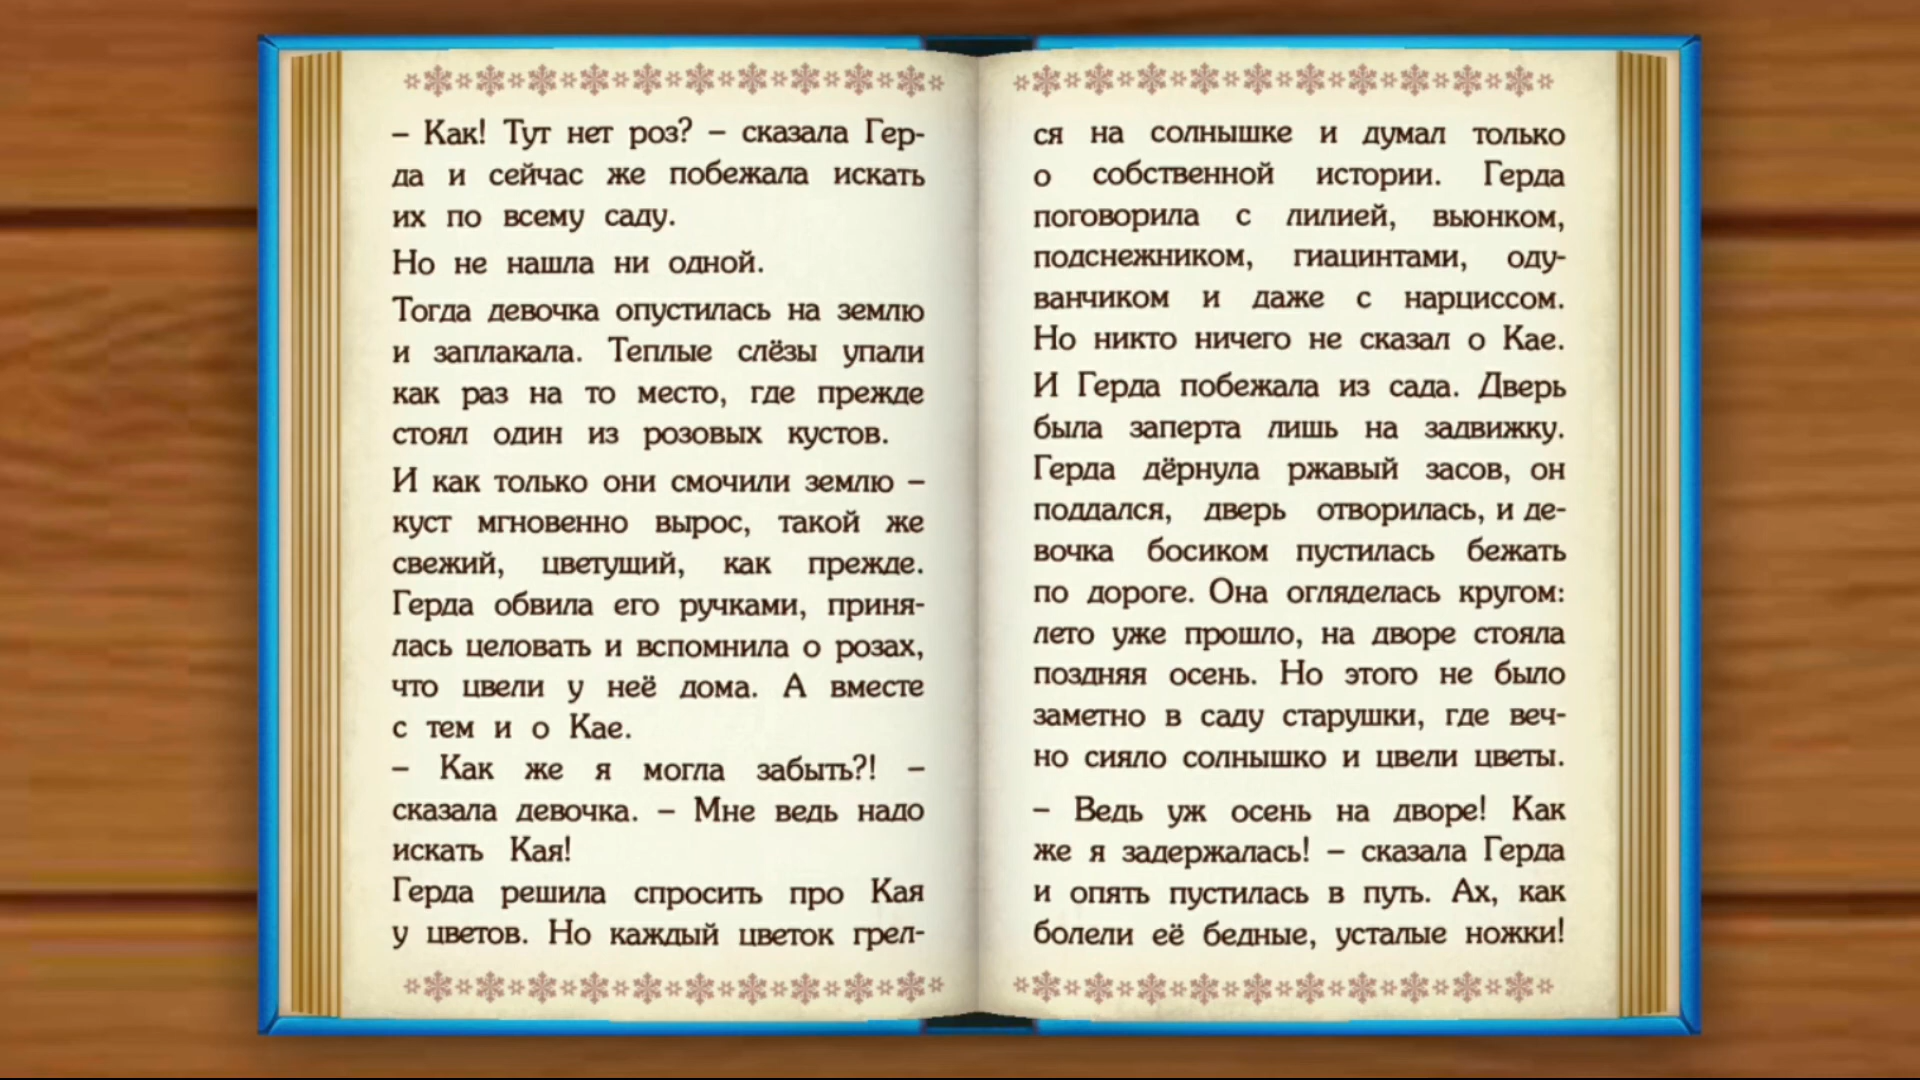 – Как! Тут нет роз? – сказала Гер-
да и сейчас же побежала искать
их по всему саду.
Но не нашла ни одной.
Тогда девочка опустилась на землю
и заплакала. Теплые слёзы упали
как раз на то место, где прежде
стоял один из розовых кустов.
И как только они смочили землю –
куст мгновенно вырос, такой же
свежий, цветущий, как прежде.
Герда обвила его ручками, приня-
лась целовать и вспомнила о розах,
что цвели у неё дома. А вместе
с тем и о Кае.
– Как же я могла забыть?! –
сказала девочка. – Мне ведь надо
искать Кая!
Герда решила спросить про Кая
у цветов. Но каждый цветок грел-
ся на солнышке и думал только
о собственной истории. Герда
поговорила с лилией, вьюнком,
подснежником, гиацинтами, оду-
ванчиком и даже с нарциссом.
Но никто ничего не сказал о Кае.
И Герда побежала из сада. Дверь
была заперта лишь на задвижку.
Герда дёрнула ржавый засов, он
поддался, дверь отворилась, и де-
вочка босиком пустилась бежать
по дороге. Она огляделась кругом:
лето уже прошло, на дворе стояла
поздняя осень. Но этого не было
заметно в саду старушки, где веч-
но сияло солнышко и цвели цветы.
– Ведь уж осень на дворе! Как
же я задержалась! – сказала Герда
и опять пустилась в путь. Ах, как
болели её бедные, усталые ножки!